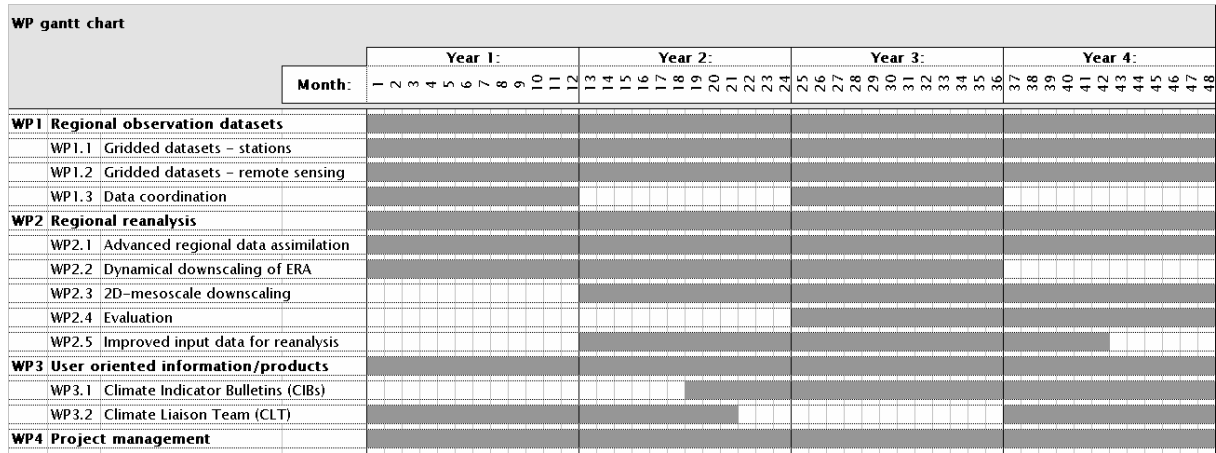 WP gantt chart
Year 1: Year 2: Year 3: Year 4:
Month: 1 2 3 4 5 6 7 8 9 10 11 12 13 14 15 16 17 18 19 20 21 22 23 24 25 26 27 28 29 30 31 32 33 34 35 36 37 38 39 40 41 42 43 44 45 46 47 48
WP1 Regional observation datasets
WP1.1 Gridded datasets – stations
WP1.2 Gridded datasets – remote sensing
WP1.3 Data coordination
WP2 Regional reanalysis
WP2.1 Advanced regional data assimilation
WP2.2 Dynamical downscaling of ERA
WP2.3 2D–mesoscale downscaling
WP2.4 Evaluation
WP2.5 Improved input data for reanalysis
WP3 User oriented information/products
WP3.1 Climate Indicator Bulletins (CIBs)
WP3.2 Climate Liaison Team (CLT)
WP4 Project management